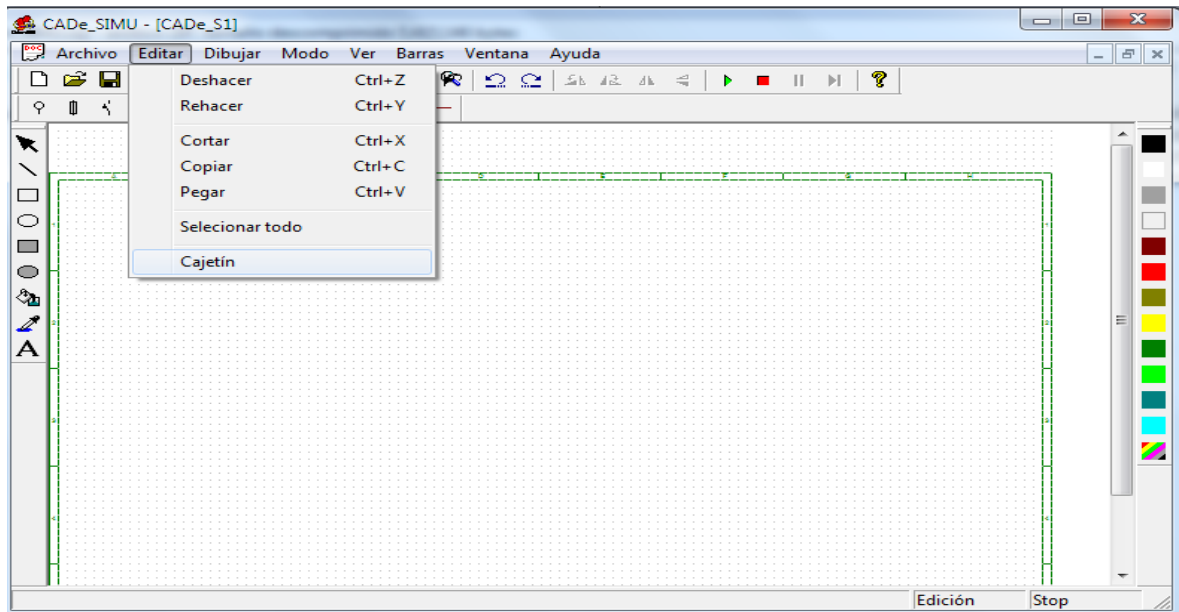 CADe_SIMU - [CADe_S1]
DOC Archivo Editar Dibujar Modo Ver Barras Ventana Ayuda
Deshacer Ctrl+Z
Rehacer Ctrl+Y
Cortar Ctrl+X
Copiar Ctrl+C
Pegar Ctrl+V
Selecionar todo
Cajetín
A
Edición Stop